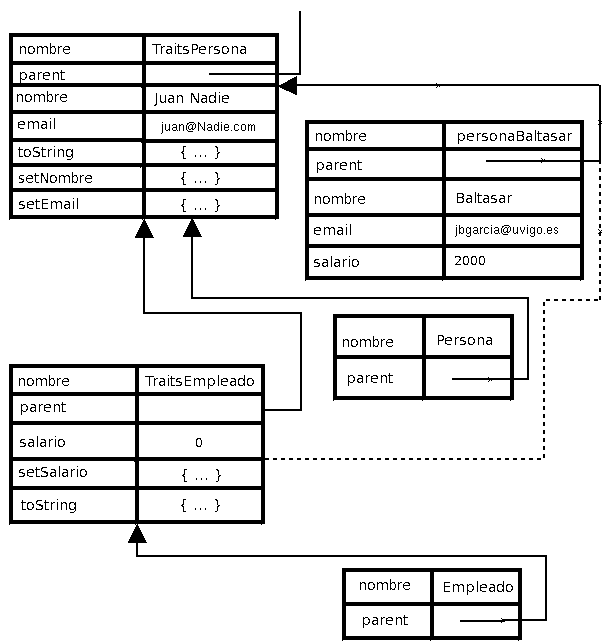 nombre TraitsPersona
parent
nombre Juan Nadie
email juan@Nadie.com
toString { ... }
setNombre { ... }
setEmail { ... }
nombre personaBaltasar
parent
nombre Baltasar
email jbgarcia@uvigo.es
salario 2000
nombre Persona
parent
nombre TraitsEmpleado
parent
salario 0
setSalario { ... }
toString { ... }
nombre Empleado
parent